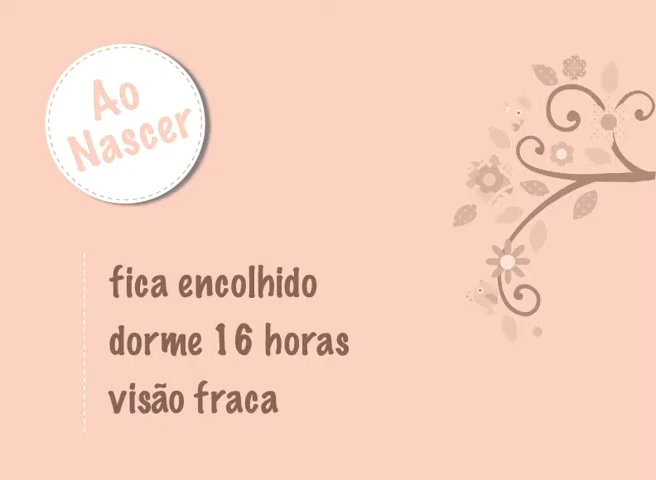 Ao
Nascer
fica encolhido
dorme 16 horas
visão fraca